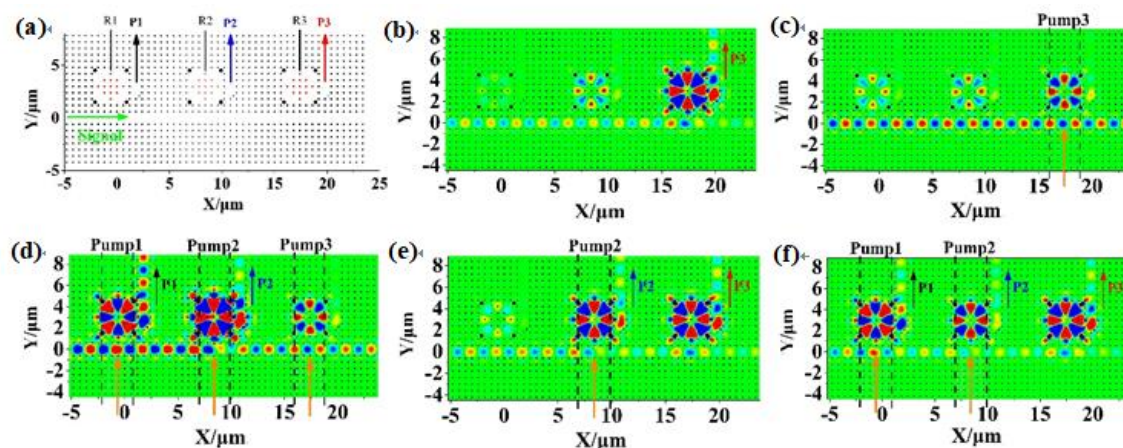 (a)
R1
P1
R2
P2
R3
P3
Signal
Y/μm
5
0
-5
-5 0 5 10 15 20 25
X/μm
(b)
P3
Y/μm
8
6
4
2
0
-2
-4
-5 0 5 10 15 20
X/μm
(c)
Pump3
Y/μm
8
6
4
2
0
-2
-4
-5 0 5 10 15 20
X/μm
(d)
Pump1 Pump2 Pump3
P1
P2
Y/μm
8
6
4
2
0
-2
-4
-5 0 5 10 15 20
X/μm
(e)
Pump2
P2
P3
Y/μm
8
6
4
2
0
-2
-4
-5 0 5 10 15 20
X/μm
(f)
Pump1 Pump2
P1
P2
P3
Y/μm
8
6
4
2
0
-2
-4
-5 0 5 10 15 20
X/μm